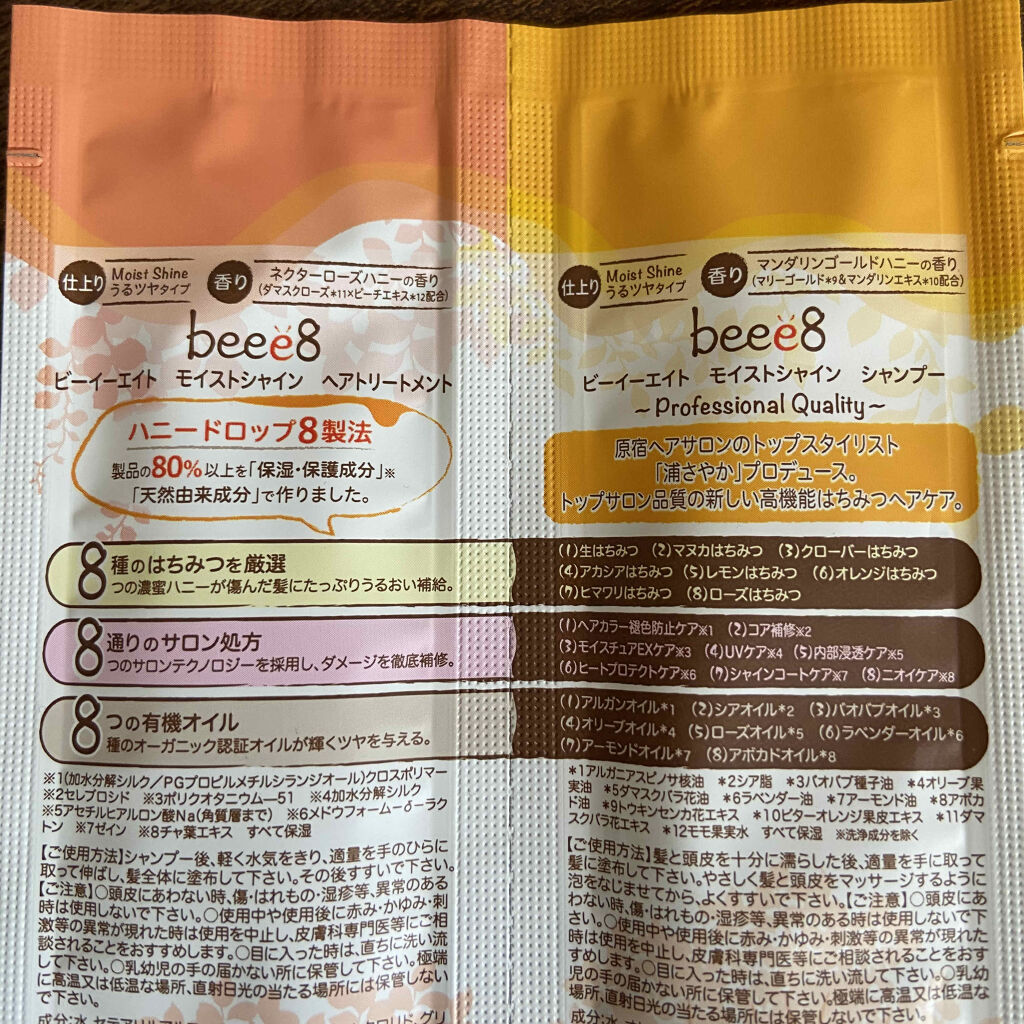 仕上り Moist Shine うるツヤタイプ
香り ネクターローズハニーの香り
(ダマスクローズ*11×ピーチエキス*12配合)
beee8
ビーイーエイト モイストシャイン ヘアトリートメント
ハニードロップ8製法
製品の80%以上を「保湿・保護成分」※
「天然由来成分」で作りました。
仕上り Moist Shine うるツヤタイプ
香り マンダリンゴールドハニーの香り
(マリーゴールド*9&マンダリンエキス*10配合)
beee8
ビーイーエイト モイストシャイン シャンプー
~Professional Quality~
原宿ヘアサロンのトップスタイリスト
「浦さやか」プロデュース。
トップサロン品質の新しい高機能はちみつヘアケア。
8種のはちみつを厳選
つの濃蜜ハニーが傷んだ髪にたっぷりうるおい補給。
(1)生はちみつ (2)マヌカはちみつ (3)クローバーはちみつ
(4)アカシアはちみつ (5)レモンはちみつ (6)オレンジはちみつ
(7)ヒマワリはちみつ (8)ローズはちみつ
8通りのサロン処方
つのサロンテクノロジーを採用し、ダメージを徹底補修。
(1)ヘアカラー褪色防止ケア※1 (2)コア補修※2
(3)モイスチュアEXケア※3 (4)UVケア※4 (5)内部浸透ケア※5
(6)ヒートプロテクトケア※6 (7)シャインコートケア※7 (8)ニオイケア※8
8つの有機オイル
種のオーガニック認証オイルが輝くツヤを与える。
(1)アルガンオイル*1 (2)シアオイル*2 (3)バオバブオイル*3
(4)オリーブオイル*4 (5)ローズオイル*5 (6)ラベンダーオイル*6
(7)アーモンドオイル*7 (8)アボカドオイル*8
※1(加水分解シルク/PGプロピルメチルシランジオール)クロスポリマー
※2セレブロシド ※3ポリクオタニウム―51 ※4加水分解シルク
※5アセチルヒアルロン酸Na(角質層まで) ※6メドウフォーム-δ-ラク
トン ※7ゼイン ※8チャ葉エキス すべて保湿
【ご使用方法】シャンプー後、軽く水気をきり、適量を手のひらに
取って伸ばし、髪全体に塗布して下さい。その後すすいで下さい。
【ご注意】○頭皮にあわない時、傷・はれもの・湿疹等、異常のある
時は使用しないで下さい。○使用中や使用後に赤み・かゆみ・刺
激等の異常が現れた時は使用を中止し、皮膚科専門医等にご相
談されることをおすすめします。○目に入った時は、直ちに洗い流
して下さい。○乳幼児の手の届かない所に保管して下さい。極端
に高温又は低温な場所、直射日光の当たる場所には保管しない
で下さい。
*1アルガニアスピノサ核油 *2シア脂 *3バオバブ種子油 *4オリーブ果
実油 *5ダマスクバラ花油 *6ラベンダー油 *7アーモンド油 *8アボカ
ド油 *9トウキンセンカ花エキス *10ビターオレンジ果皮エキス *11ダマ
スクバラ花エキス *12モモ果実水 すべて保湿 ※洗浄成分を除く
【ご使用方法】髪と頭皮を十分に濡らした後、適量を手に取って
髪に塗布して下さい。やさしく髪と頭皮をマッサージするように
泡をなじませてから、よくすすいで下さい。【ご注意】○頭皮にあ
わない時、傷・はれもの・湿疹等、異常のある時は使用しないで下
さい。○使用中や使用後に赤み・かゆみ・刺激等の異常が現れた
時は使用を中止し、皮膚科専門医等にご相談されることをおす
すめします。○目に入った時は、直ちに洗い流して下さい。○乳幼
児の手の届かない所に保管して下さい。極端に高温又は低温な
場所、直射日光の当たる場所には保管しないで下さい。
成分:水
成分:水